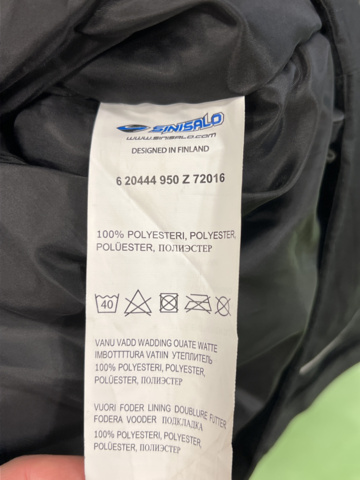 SINISALO
www.sinisalo.com
DESIGNED IN FINLAND
6 20444 950 Z 72016
100% POLYESTERI, POLYESTER,
POLÜESTER, ПОЛИЭСТЕР
40
VANU VADD WADDING OUATE WATTE
IMBOTTTURA VATIIN УТЕПЛИТЕЛЬ
100% POLYESTERI, POLYESTER,
POLÜESTER, ПОЛИЭСТЕР
VUORI FODER LINING DOUBLURE FUTTER
FODERA VOODER ПОДКЛАДКА
100% POLYESTERI, POLYESTER,
POLÜESTER, ПОЛИЭСТЕР